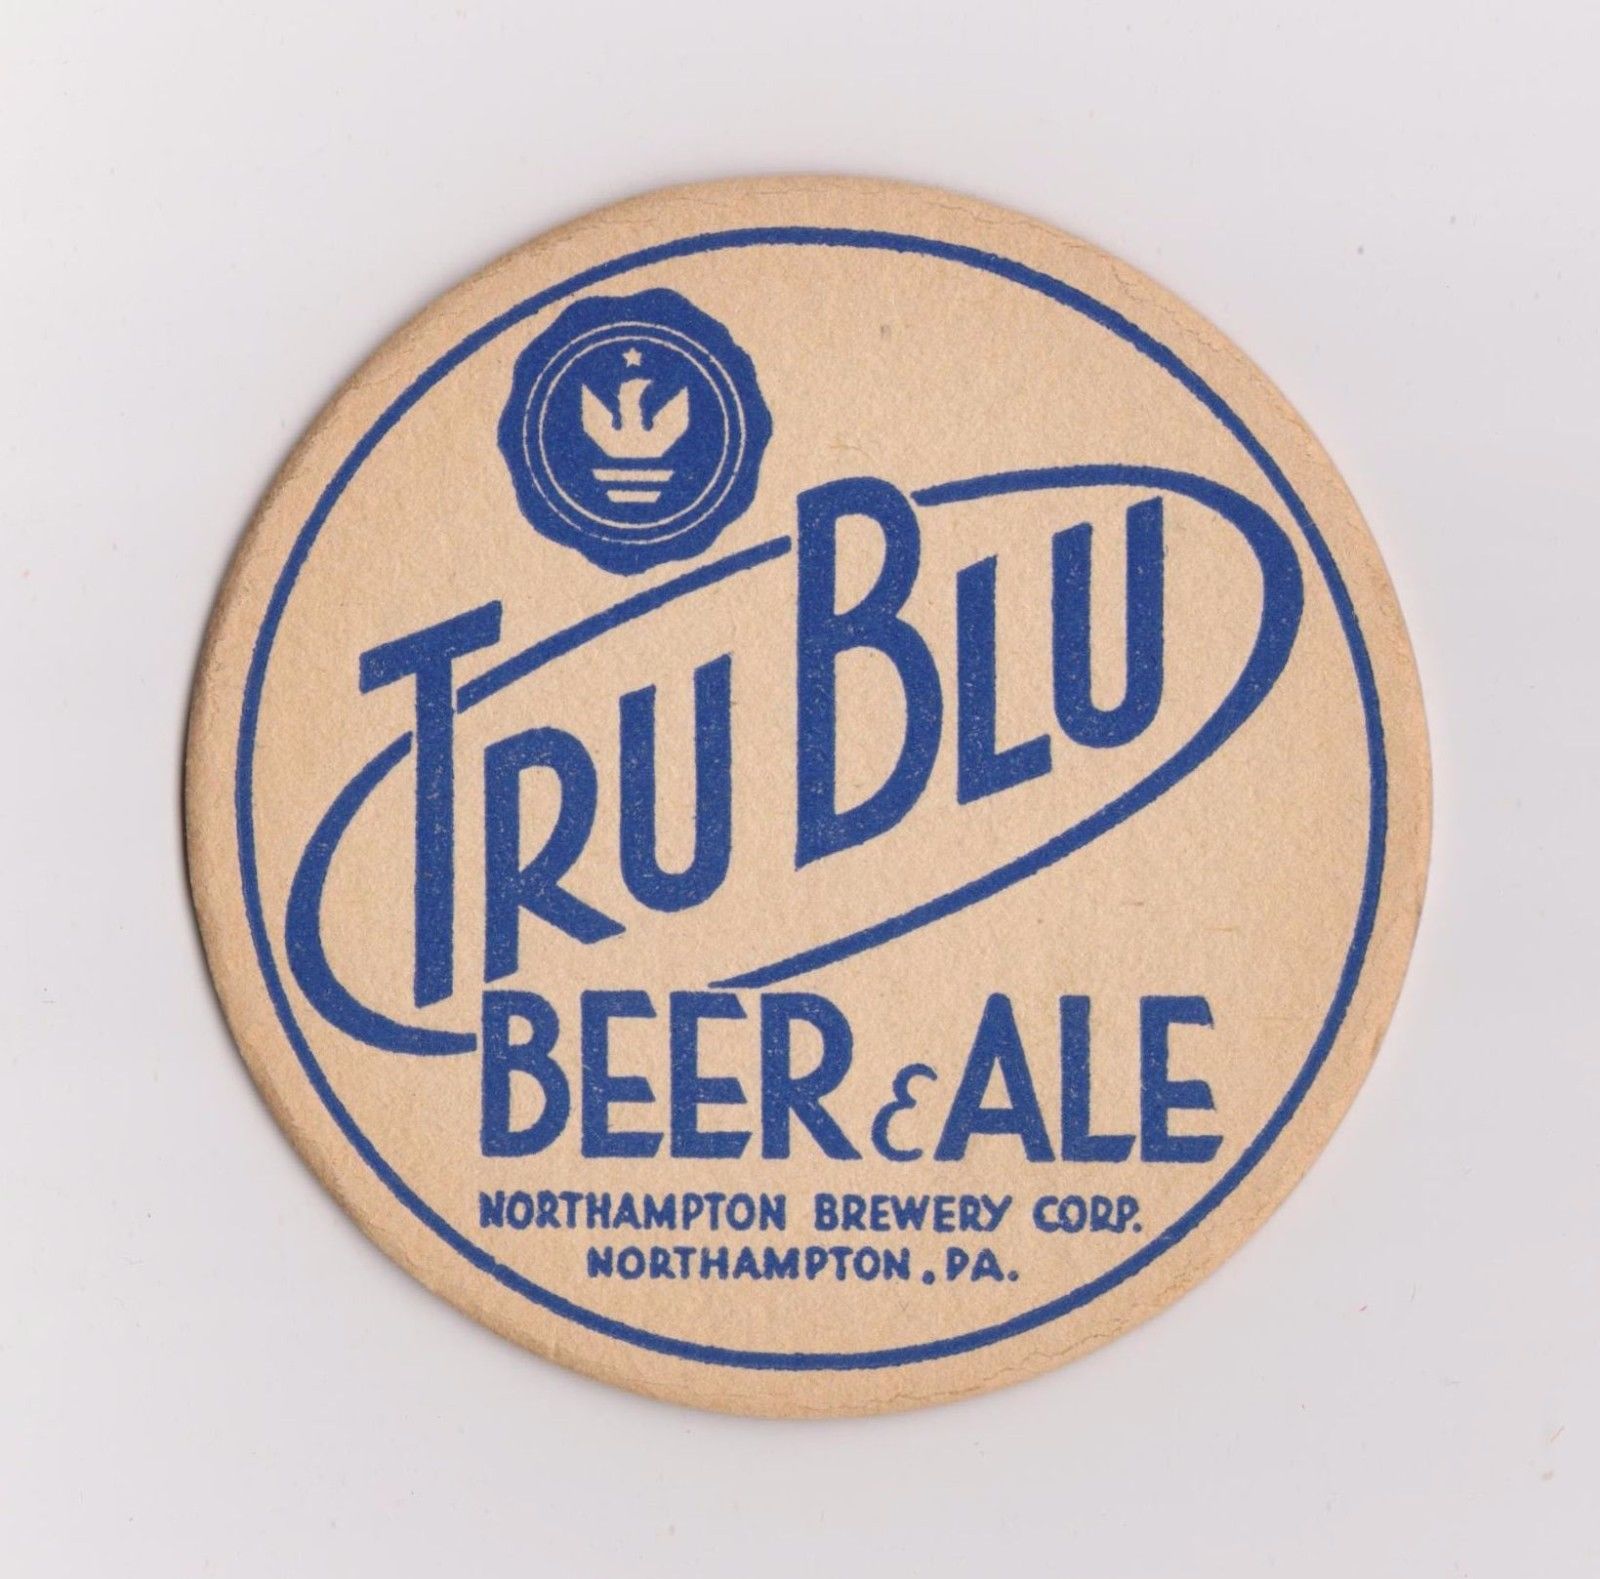 TRU BLU
BEER & ALE
NORTHAMPTON BREWERY CORP.
NORTHAMPTON, PA.